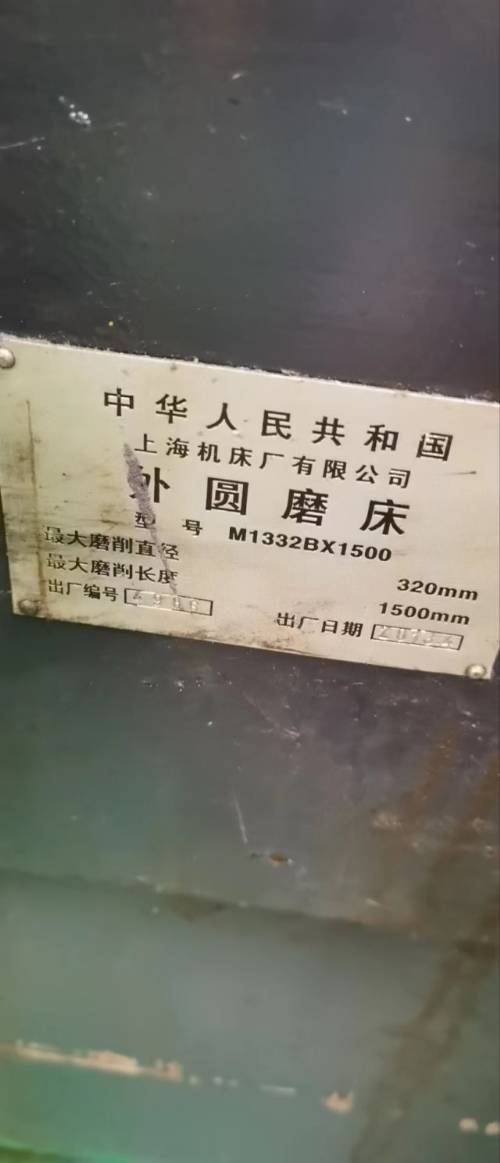 中华人民共和国
上海机床厂有限公司
外圆磨床
型 号 M1332BX1500
最大磨削直径 320mm
最大磨削长度 1500mm
出厂编号 出厂日期